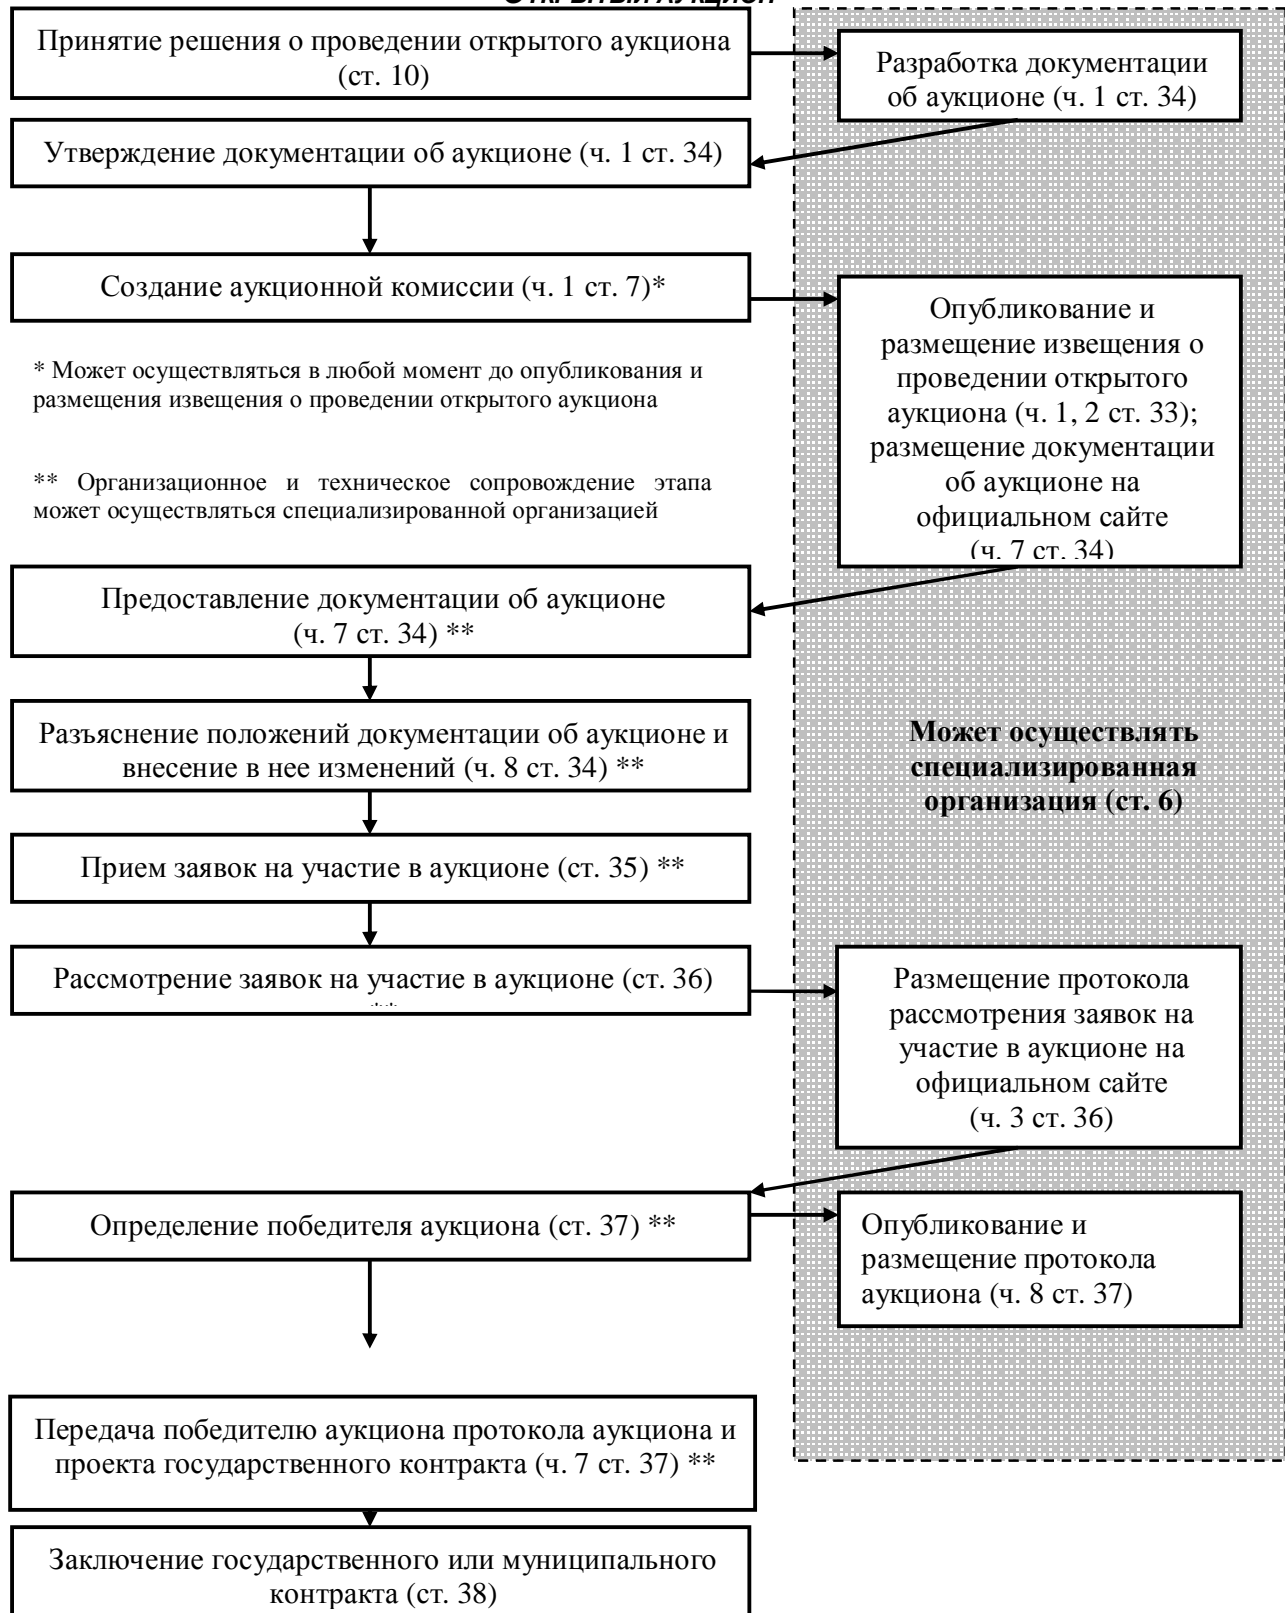 ОТКРЫТЫЙ АУКЦИОН
Принятие решения о проведении открытого аукциона
(ст. 10)
Разработка документации
об аукционе (ч. 1 ст. 34)
Утверждение документации об аукционе (ч. 1 ст. 34)
Создание аукционной комиссии (ч. 1 ст. 7)*
Опубликование и
размещение извещения о
проведении открытого
аукциона (ч. 1, 2 ст. 33);
размещение документации
об аукционе на
официальном сайте
(ч. 7 ст. 34)
* Может осуществляться в любой момент до опубликования и
размещения извещения о проведении открытого аукциона
** Организационное и техническое сопровождение этапа
может осуществляться специализированной организацией
Предоставление документации об аукционе
(ч. 7 ст. 34) **
Разъяснение положений документации об аукционе и
внесение в нее изменений (ч. 8 ст. 34) **
Может осуществлять
специализированная
организация (ст. 6)
Прием заявок на участие в аукционе (ст. 35) **
Рассмотрение заявок на участие в аукционе (ст. 36)
**
Размещение протокола
рассмотрения заявок на
участие в аукционе на
официальном сайте
(ч. 3 ст. 36)
Определение победителя аукциона (ст. 37) **
Опубликование и
размещение протокола
аукциона (ч. 8 ст. 37)
Передача победителю аукциона протокола аукциона и
проекта государственного контракта (ч. 7 ст. 37) **
Заключение государственного или муниципального
контракта (ст. 38)